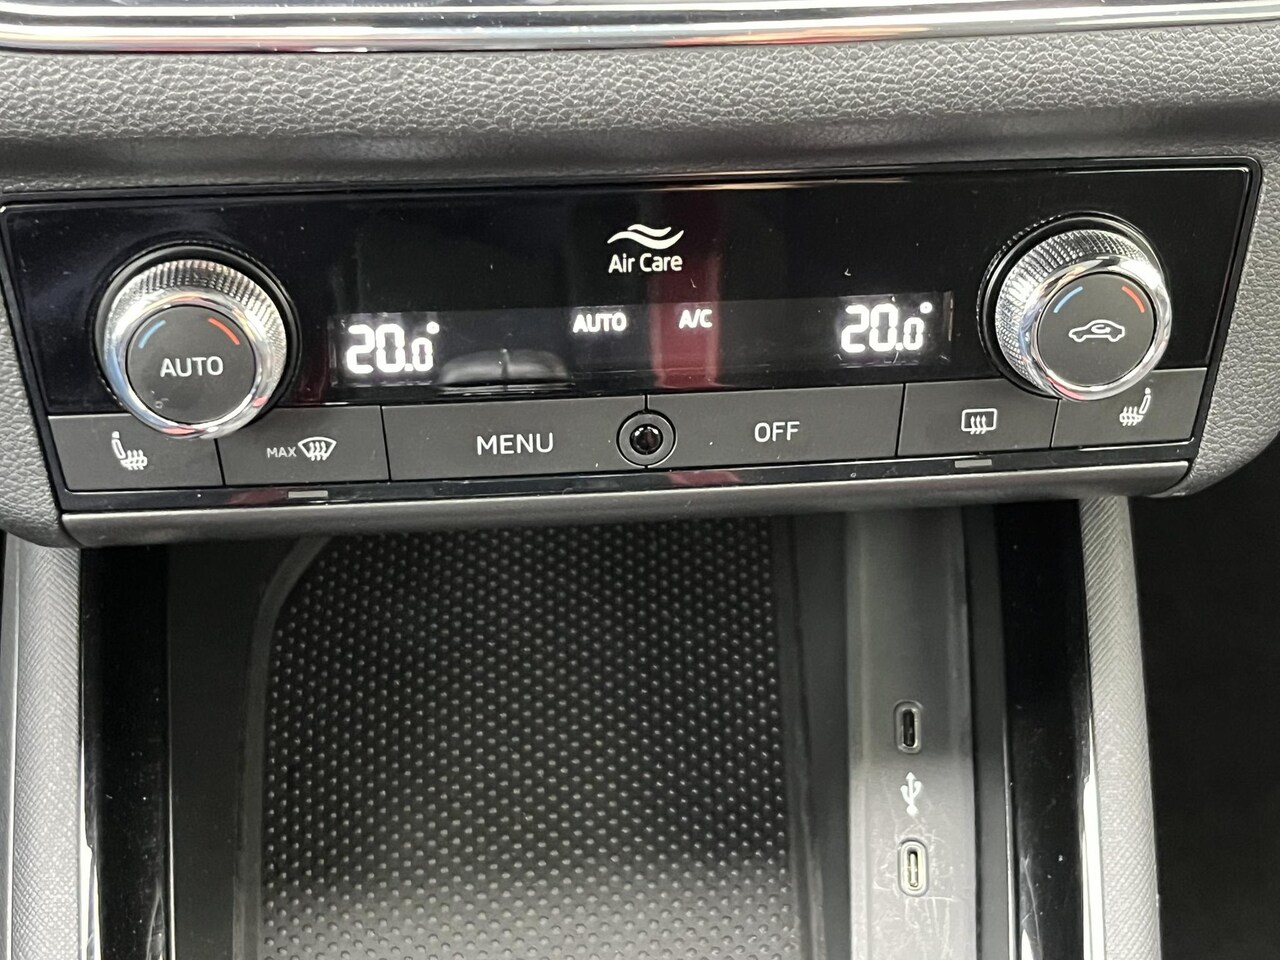 Air Care
20.0°
AUTO
A/C
20.0°
AUTO
MAX
MENU
OFF